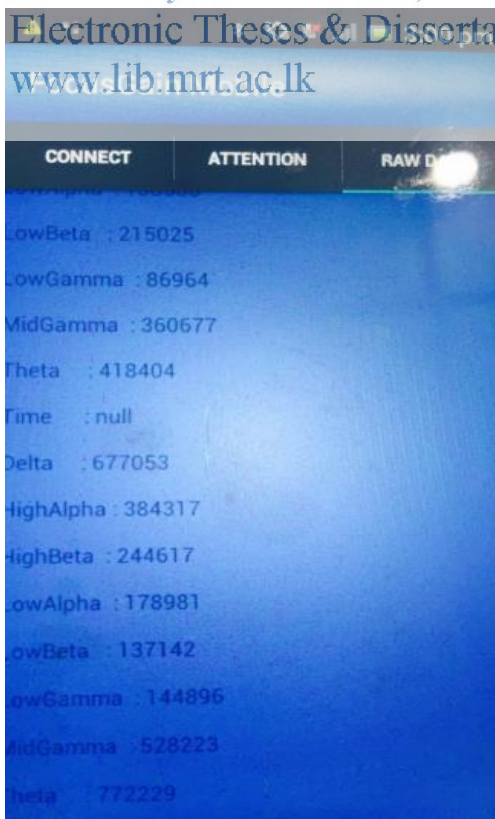 Electronic Theses & Disserta
www.lib.mrt.ac.lk
CONNECT ATTENTION RAW
LowBeta : 215025
LowGamma : 86964
MidGamma : 360677
Theta : 418404
Time : null
Delta : 677053
HighAlpha : 384317
HighBeta : 244617
LowAlpha : 178981
LowBeta : 137142
LowGamma : 144896
MidGamma : 528223
Theta : 772229